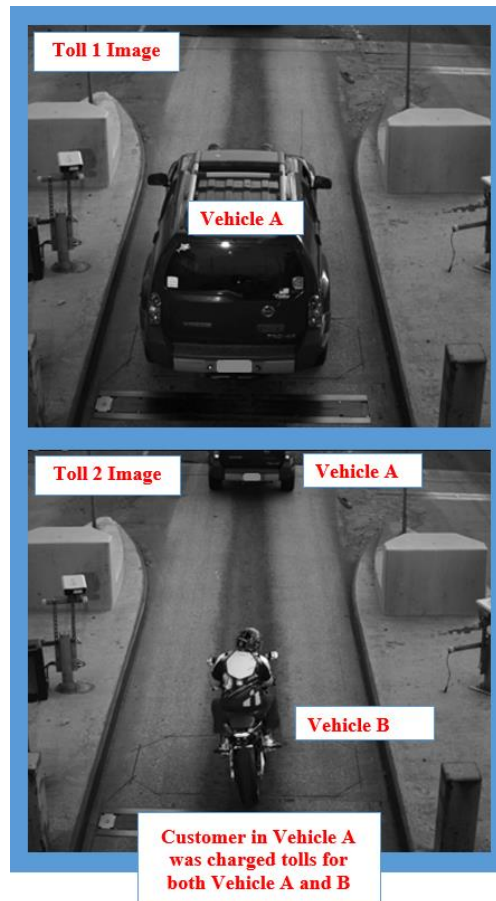 Toll 1 Image
Vehicle A
Toll 2 Image
Vehicle A
Vehicle B
Customer in Vehicle A
was charged tolls for
both Vehicle A and B